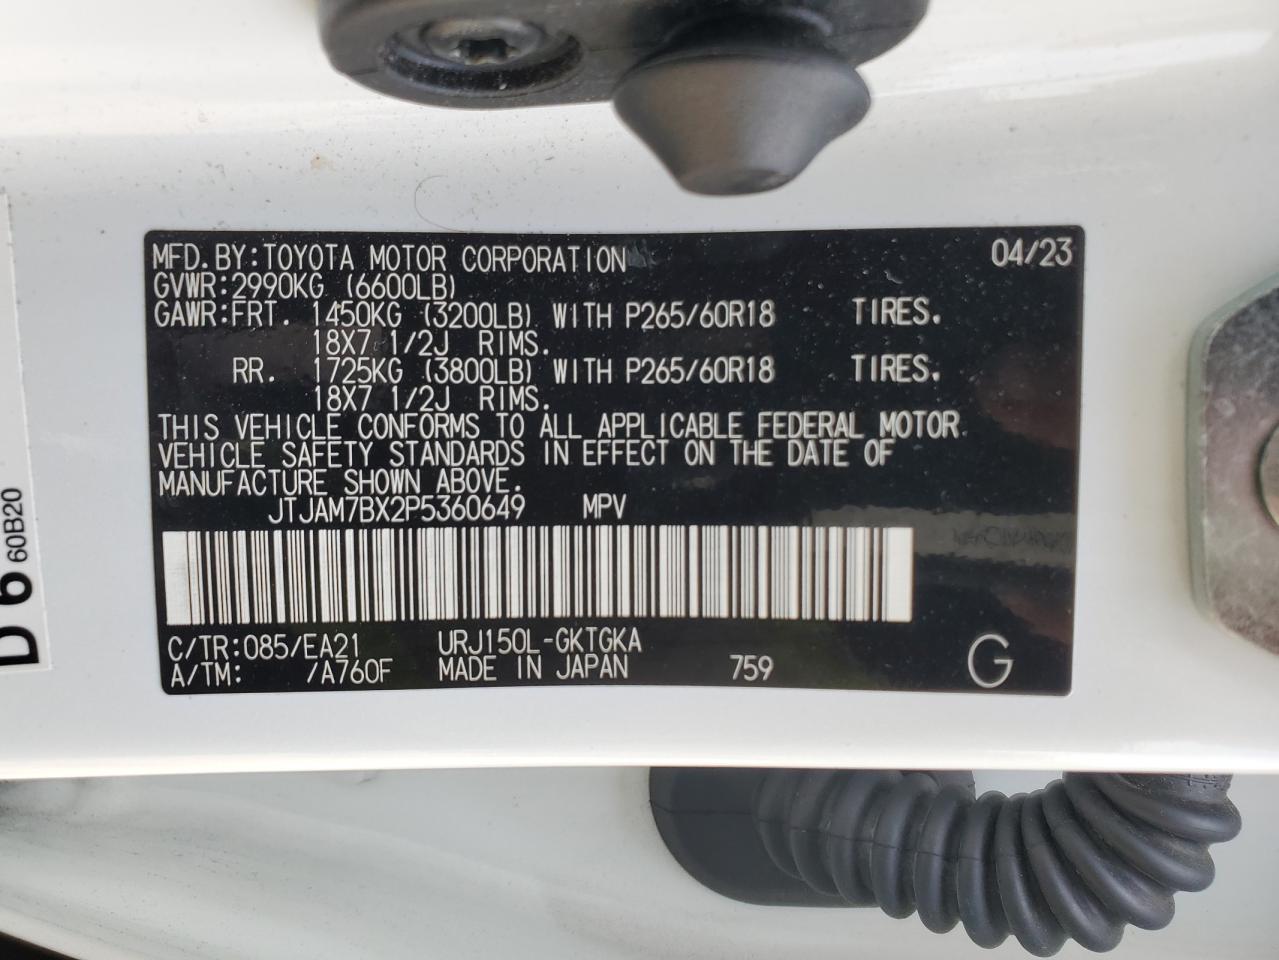 MFD. BY: TOYOTA MOTOR CORPORATION 04/23
GVWR: 2990KG (6600LB)
GAWR: FRT. 1450KG (3200LB) WITH P265/60R18 TIRES.
18X7 1/2J RIMS.
RR. 1725KG (3800LB) WITH P265/60R18 TIRES.
18X7 1/2J RIMS.
THIS VEHICLE CONFORMS TO ALL APPLICABLE FEDERAL MOTOR
VEHICLE SAFETY STANDARDS IN EFFECT ON THE DATE OF
MANUFACTURE SHOWN ABOVE.
JTJAM7BX2P5360649 MPV
C/TR: 085/EA21 URJ150L-GKTGKA
A/TM: /A760F MADE IN JAPAN 759 G
D 6
60B20